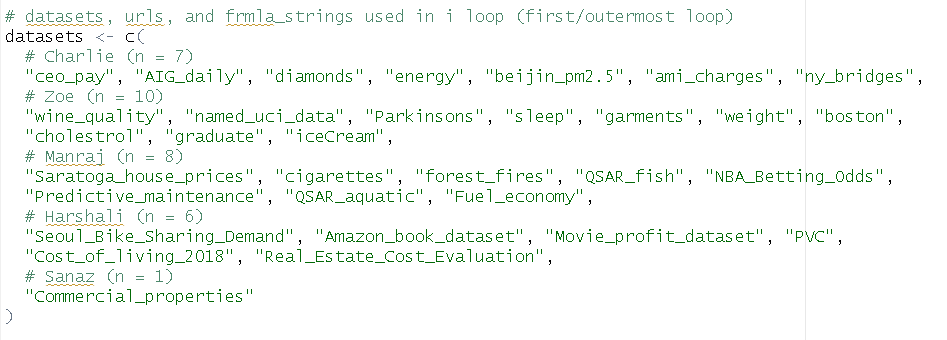 # datasets, urls, and frmla_strings used in i loop (first/outermost loop)
datasets <- c(
# Charlie (n = 7)
"ceo_pay", "AIG_daily", "diamonds", "energy", "beijin_pm2.5", "ami_charges", "ny_bridges",
# Zoe (n = 10)
"wine_quality", "named_uci_data", "Parkinsons", "sleep", "garments", "weight", "boston",
"cholestrol", "graduate", "iceCream",
# Manraj (n = 8)
"Saratoga_house_prices", "cigarettes", "forest_fires", "QSAR_fish", "NBA_Betting_Odds",
"Predictive_maintenance", "QSAR_aquatic", "Fuel_economy",
# Harshali (n = 6)
"Seoul_Bike_Sharing_Demand", "Amazon_book_dataset", "Movie_profit_dataset", "PVC",
"Cost_of_living_2018", "Real_Estate_Cost_Evaluation",
# Sanaz (n = 1)
"Commercial_properties"
)